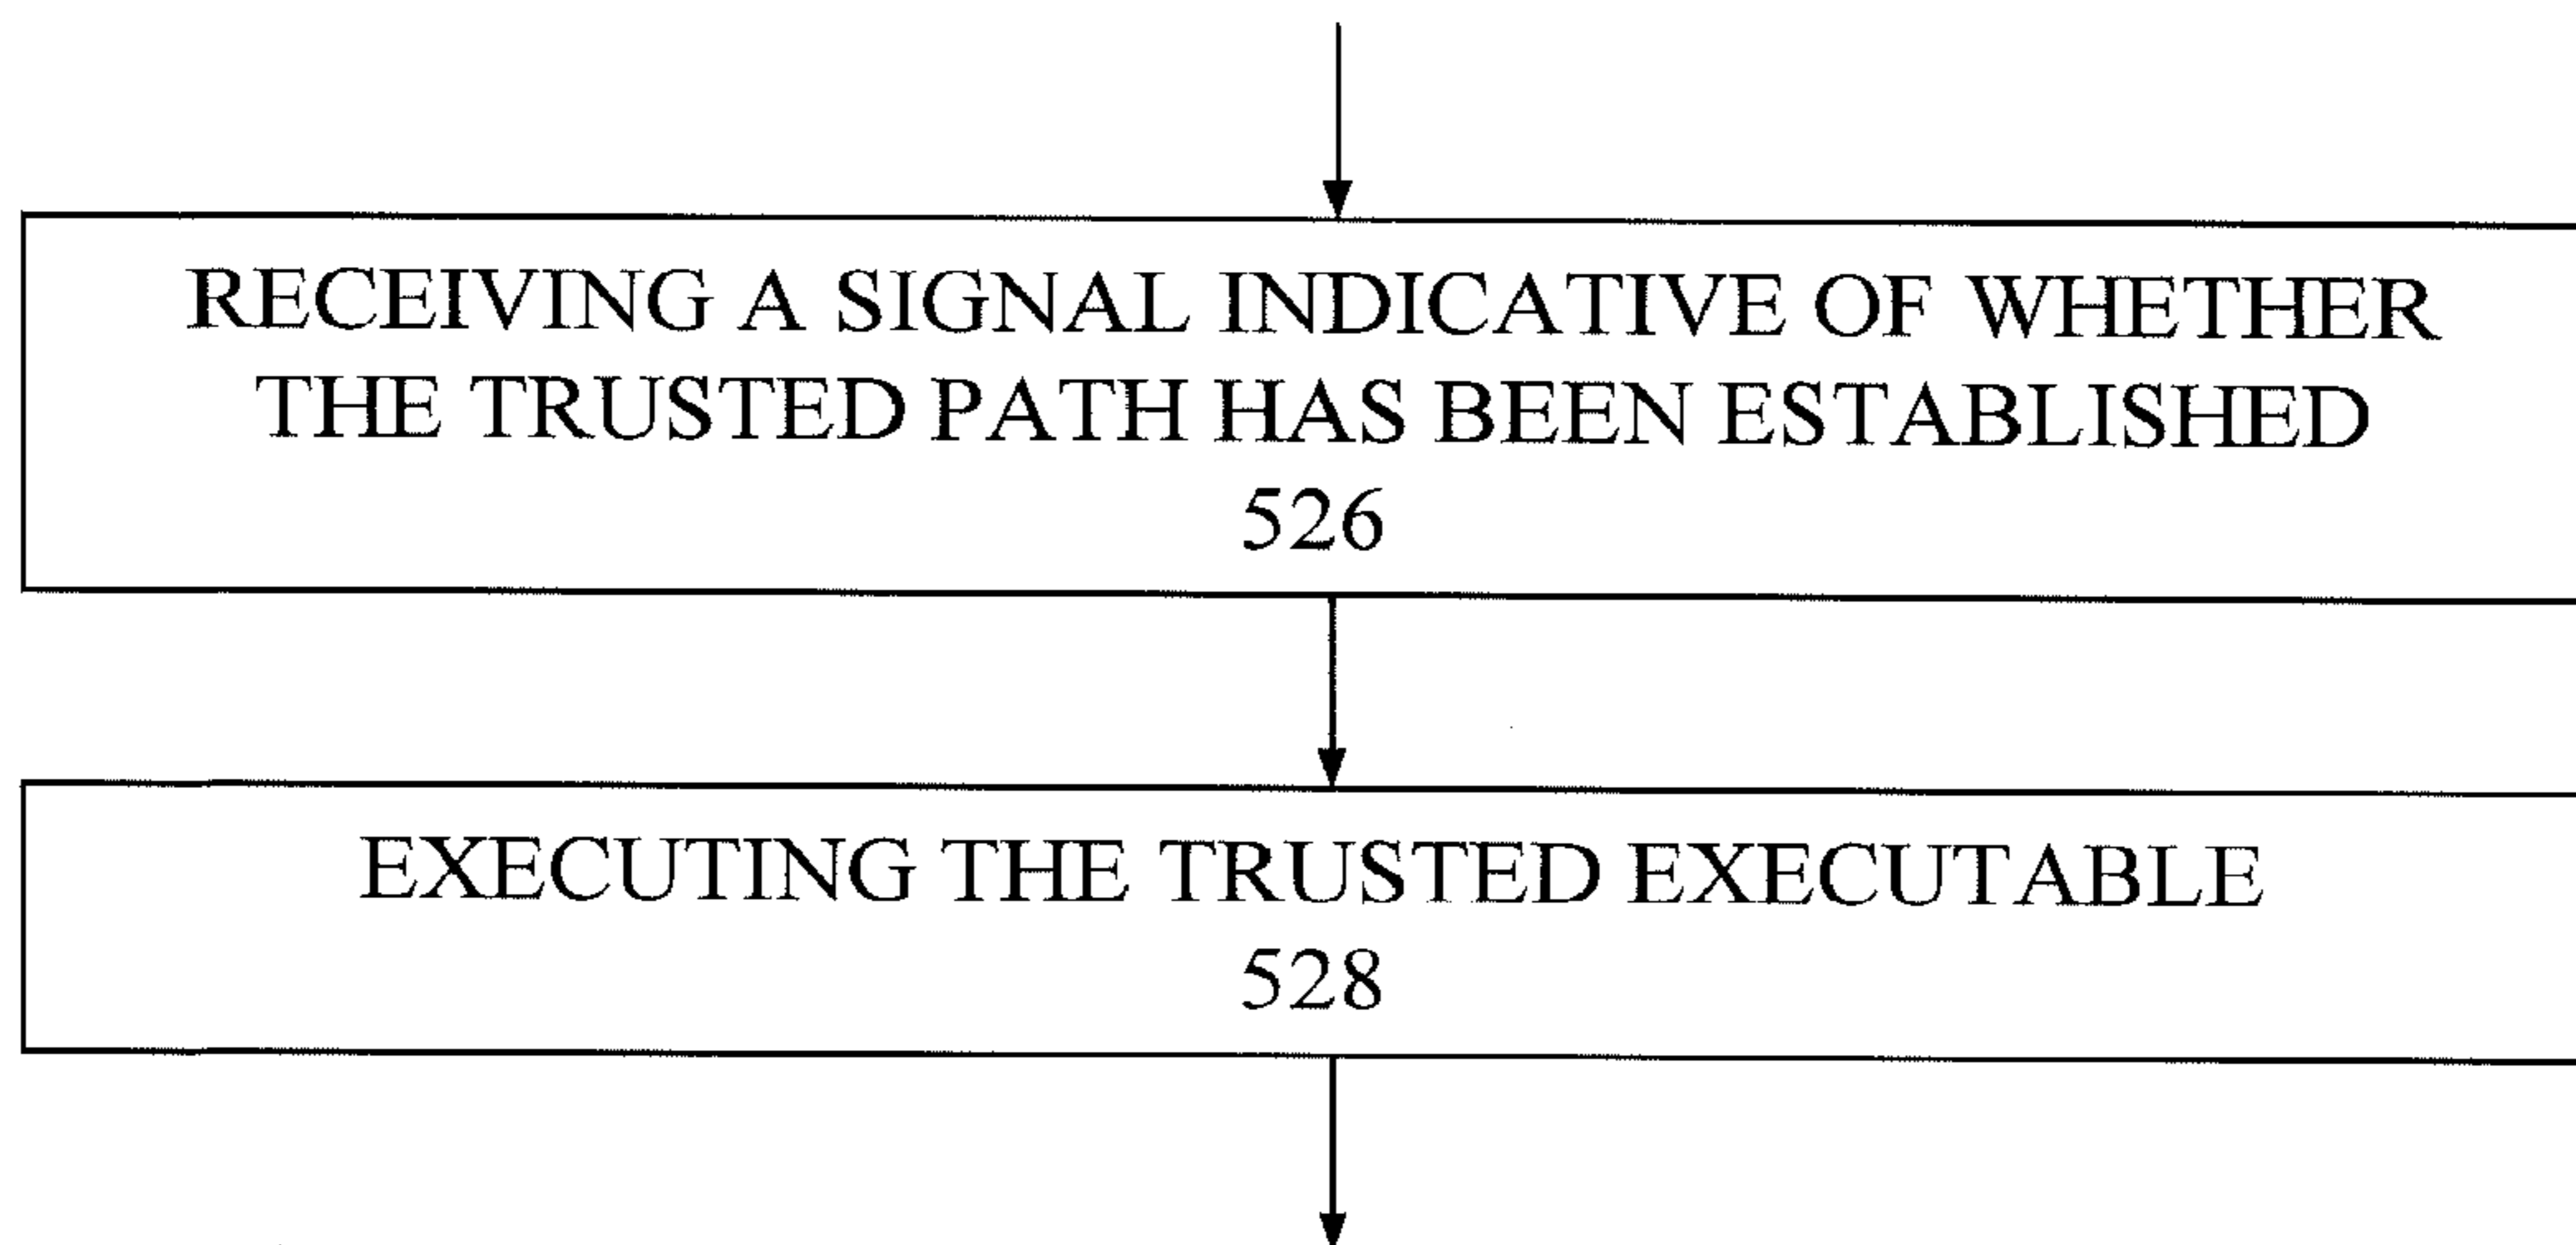 RECEIVING A SIGNAL INDICATIVE OF WHETHER
THE TRUSTED PATH HAS BEEN ESTABLISHED
526
EXECUTING THE TRUSTED EXECUTABLE
528